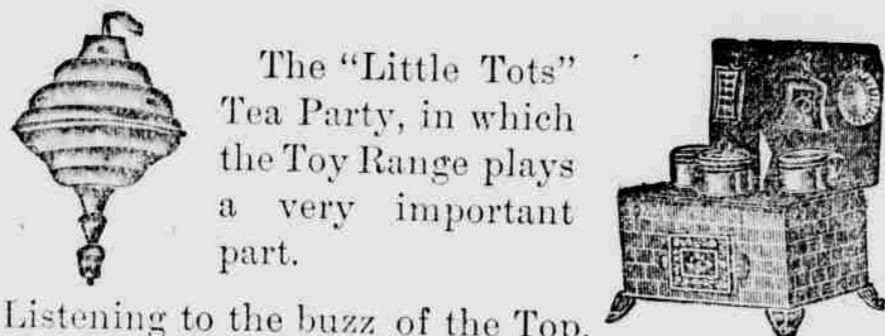 The “Little Tots”
Tea Party, in which
the Toy Range plays
a very important
part.
Listening to the buzz of the Top,